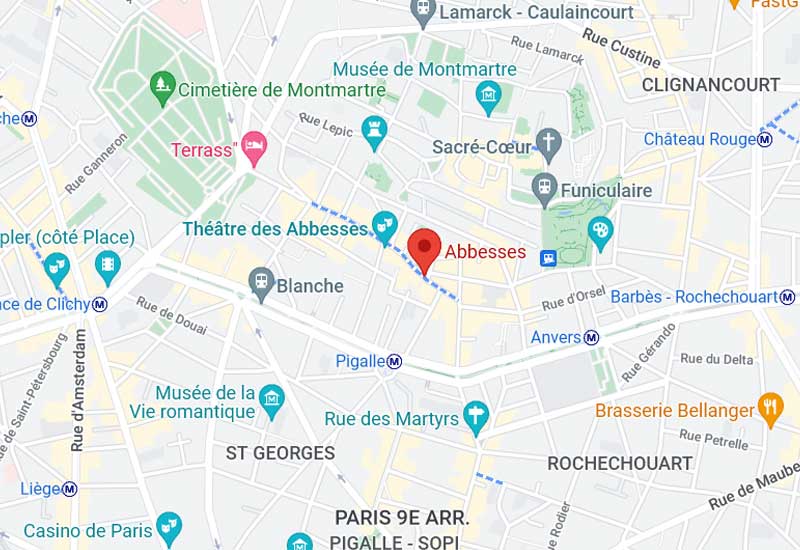 FastG
Lamarck - Caulaincourt
Rue Custine
Rue Lamarck
Musée de Montmartre
CLIGNANCOURT
Cimetière de Montmartre
che
Rue Lepic
Château Rouge
Terrass"
Sacré-Cœur
Rue Ganneron
Funiculaire
Théâtre des Abbesses
Abbesses
pler (côté Place)
Blanche
Rue d'Orsel
Barbès - Rochechouart
ace de Clichy
Rue de Douai
Anvers
Pigalle
Rue Gérando
Rue du Delta
Rue d'Amsterdam
e de Saint-Pétersbourg
Musée de la
Vie romantique
Rue des Martyrs
Brasserie Bellanger
Rue Petrelle
ST GEORGES
ROCHECHOUART
Liège
Rue de Maube
PARIS 9E ARR.
PIGALLE - SOPI
Rue Rodier
Casino de Paris